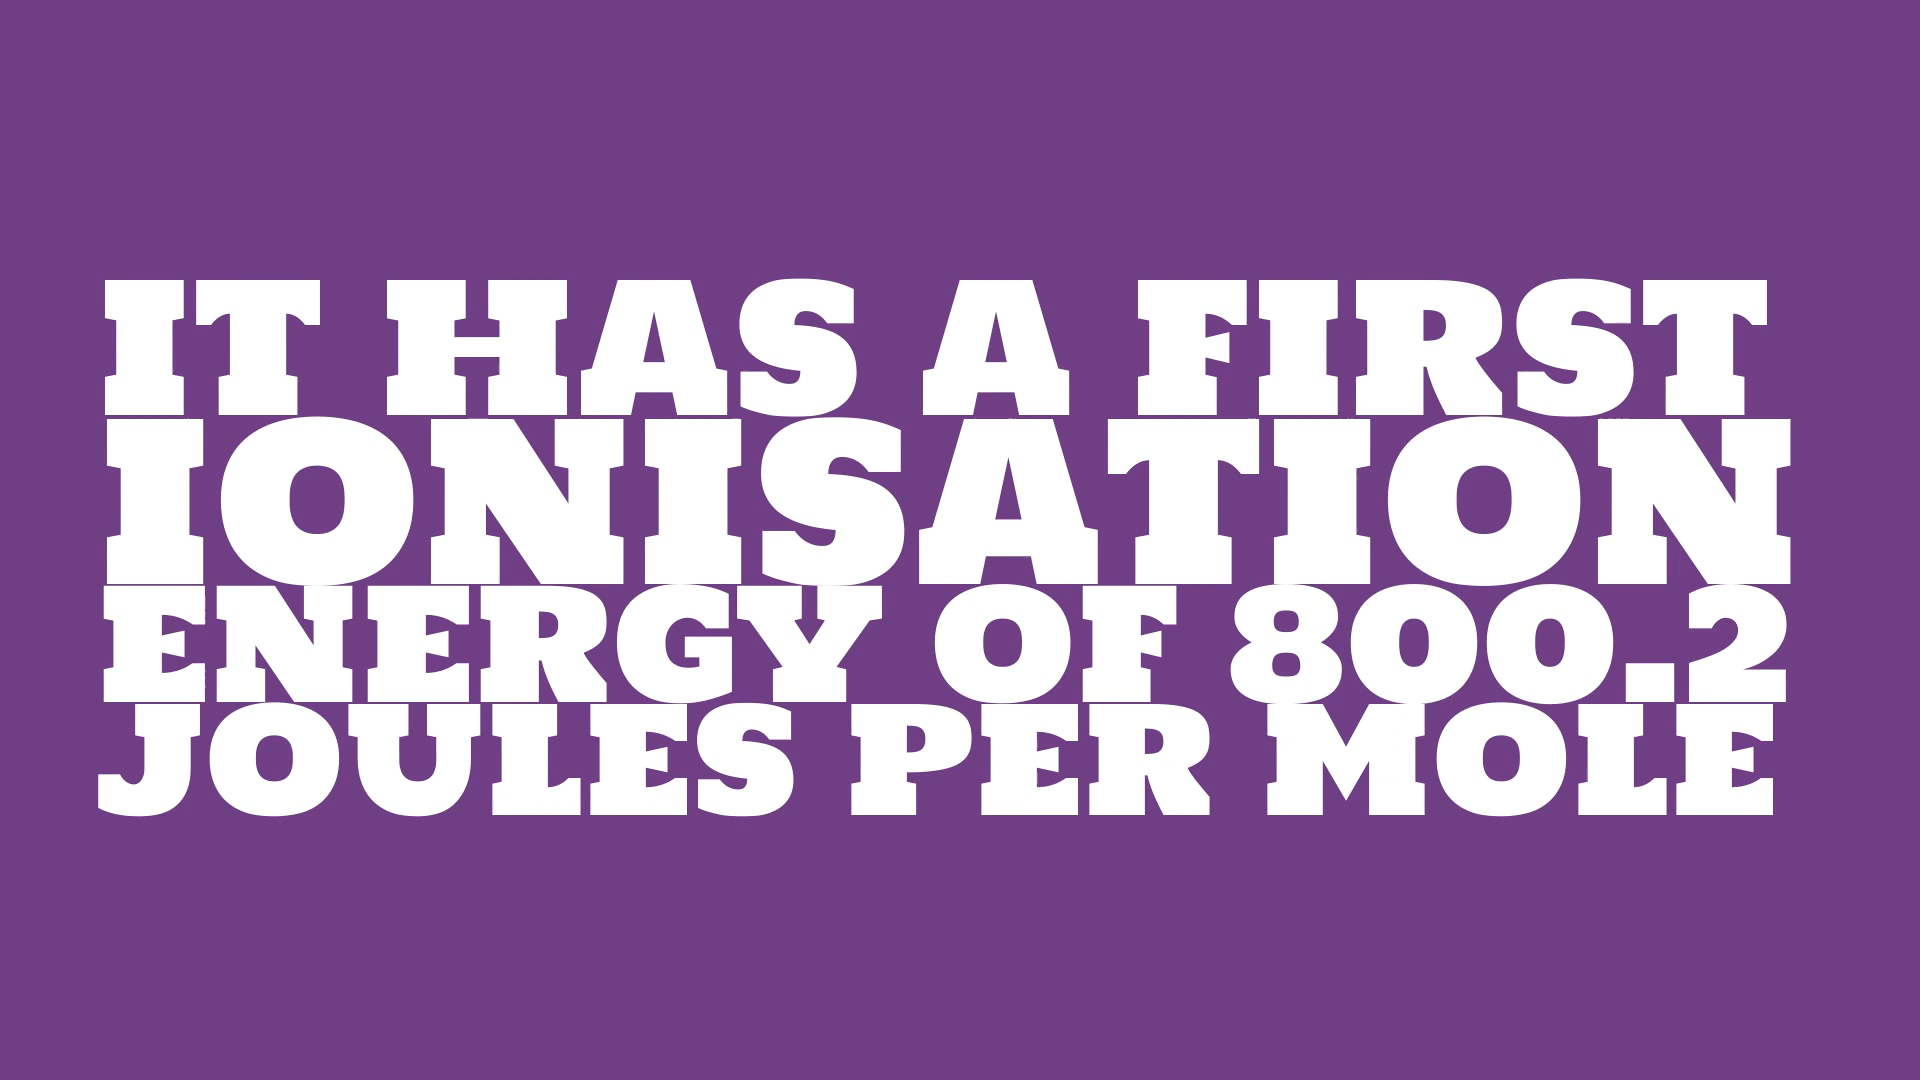 IT HAS A FIRST
IONISATION
ENERGY OF 800.2
JOULES PER MOLE